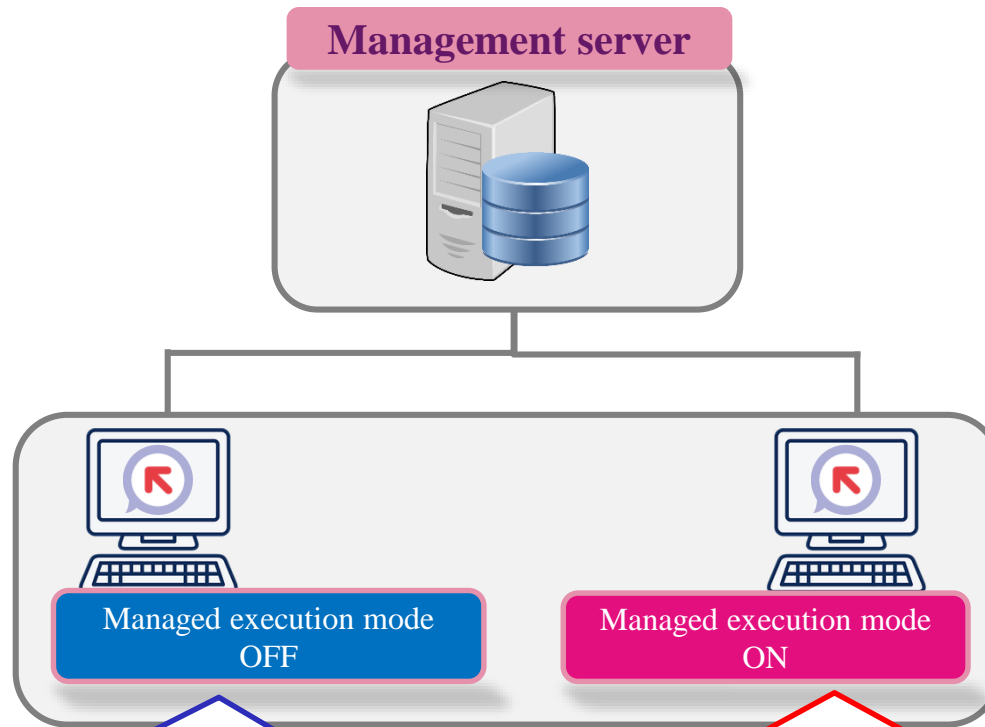 Management server
Managed execution mode
OFF
Managed execution mode
ON